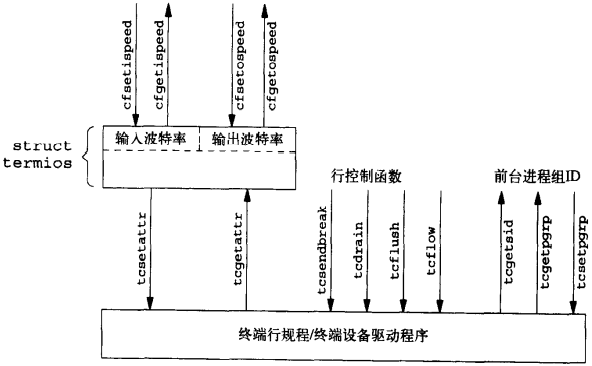 cfsetispeed
cfgetispeed
cfsetospeed
cfgetospeed
struct
termios
输入波特率
输出波特率
行控制函数
前台进程组ID
tcsetattr
tcgetattr
tcsendbreak
tcdrain
tcflush
tcflow
tcgetsid
tcgetpgrp
tcsetpgrp
终端行规程/终端设备驱动程序